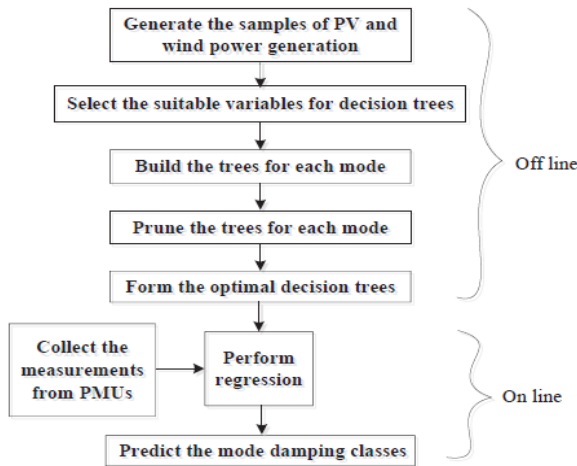 Generate the samples of PV and
wind power generation
Select the suitable variables for decision trees
Build the trees for each mode
Off line
Prune the trees for each mode
Form the optimal decision trees
Collect the
measurements
from PMUs
Perform
regression
On line
Predict the mode damping classes